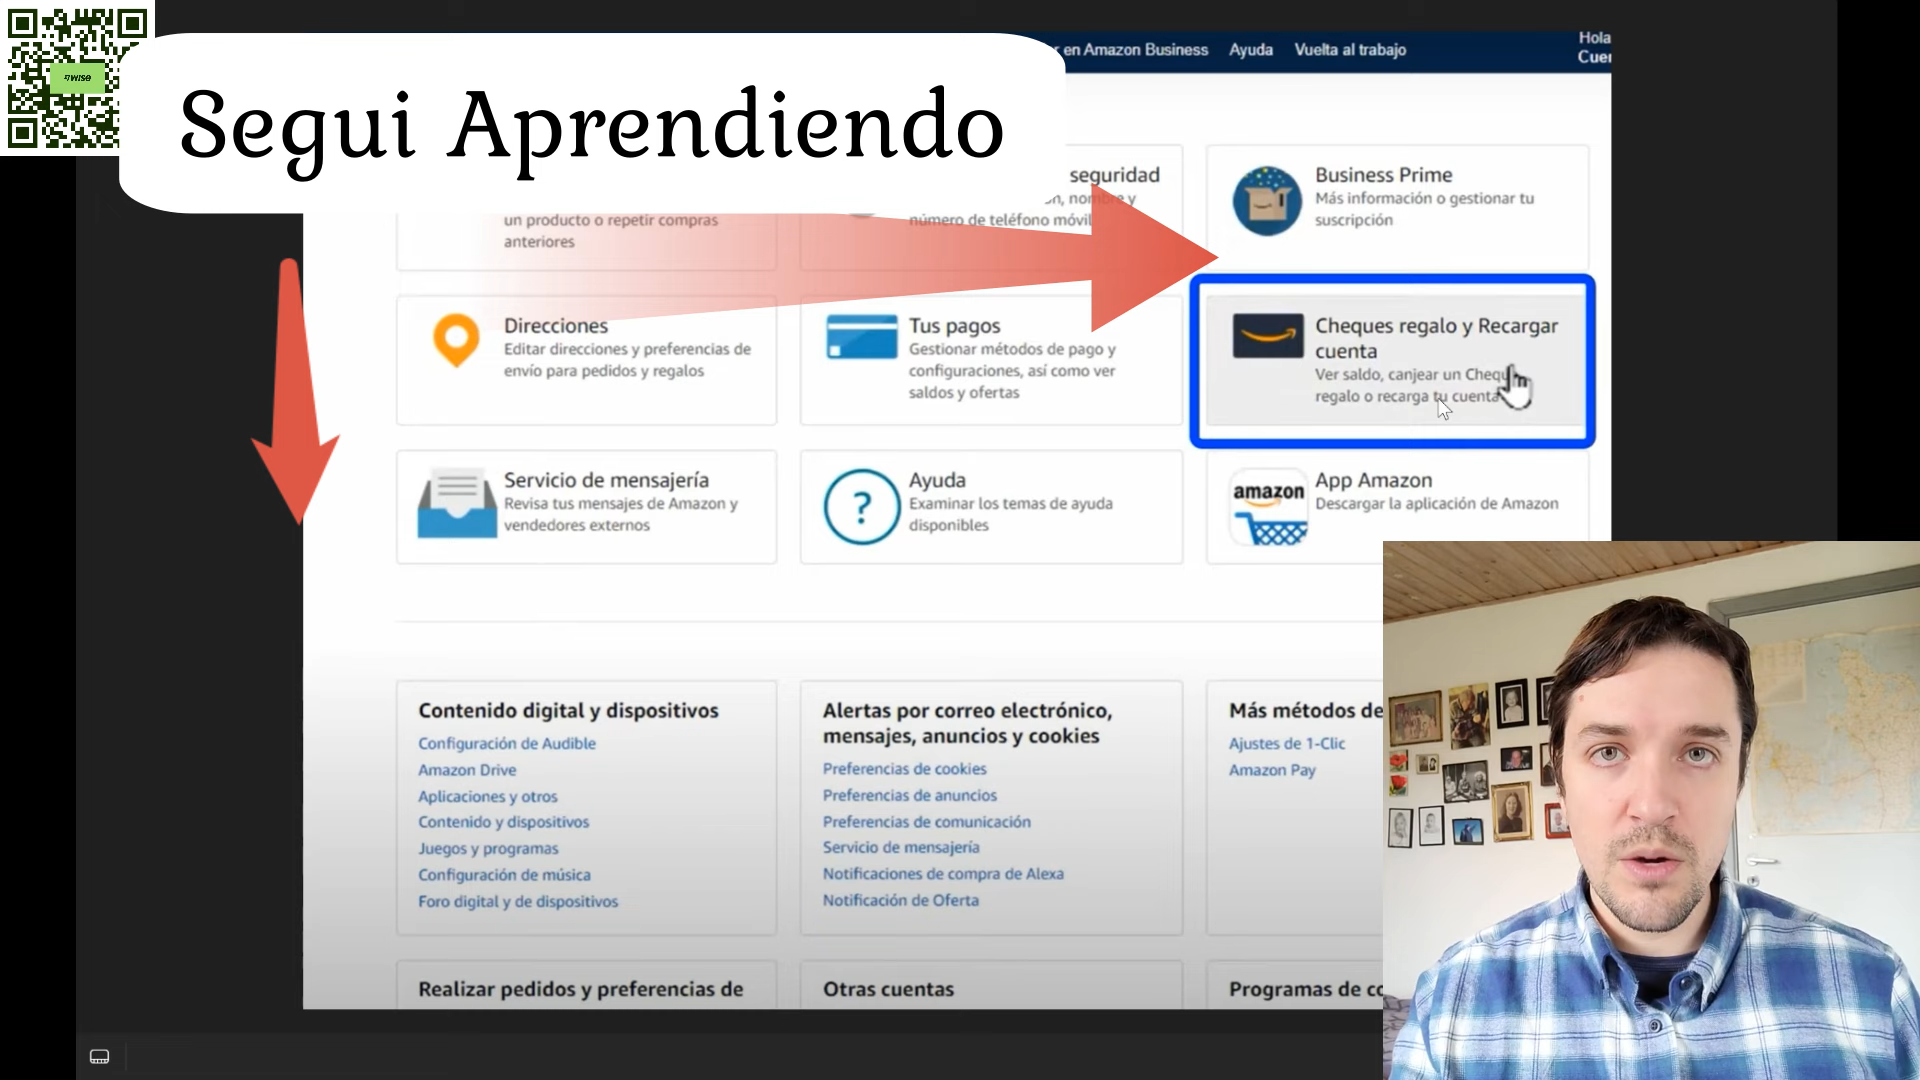 WISE
Segui Aprendiendo
en Amazon Business Ayuda Vuelta al trabajo
Hola
seguridad
nombre y
número de teléfono móvil
un producto o repetir compras
anteriores
Business Prime
Más información o gestionar tu
suscripción
Direcciones
Editar direcciones y preferencias de
envío para pedidos y regalos
Tus pagos
Gestionar métodos de pago y
configuraciones, así como ver
saldos y ofertas
Cheques regalo y Recargar
cuenta
Ver saldo, canjear un
regalo o recarga tu cuenta
Servicio de mensajería
Revisa tus mensajes de Amazon y
vendedores externos
?
Ayuda
Examinar los temas de ayuda
disponibles
amazon
App Amazon
Descargar la aplicación de Amazon
Contenido digital y dispositivos
Configuración de Audible
Amazon Drive
Aplicaciones y otros
Contenido y dispositivos
Juegos y programas
Configuración de música
Foro digital y de dispositivos
Alertas por correo electrónico,
mensajes, anuncios y cookies
Preferencias de cookies
Preferencias de anuncios
Preferencias de comunicación
Servicio de mensajería
Notificaciones de compra de Alexa
Notificación de Oferta
Más métodos de
Ajustes de 1-Clic
Amazon Pay
Realizar pedidos y preferencias de
Otras cuentas
Programas de